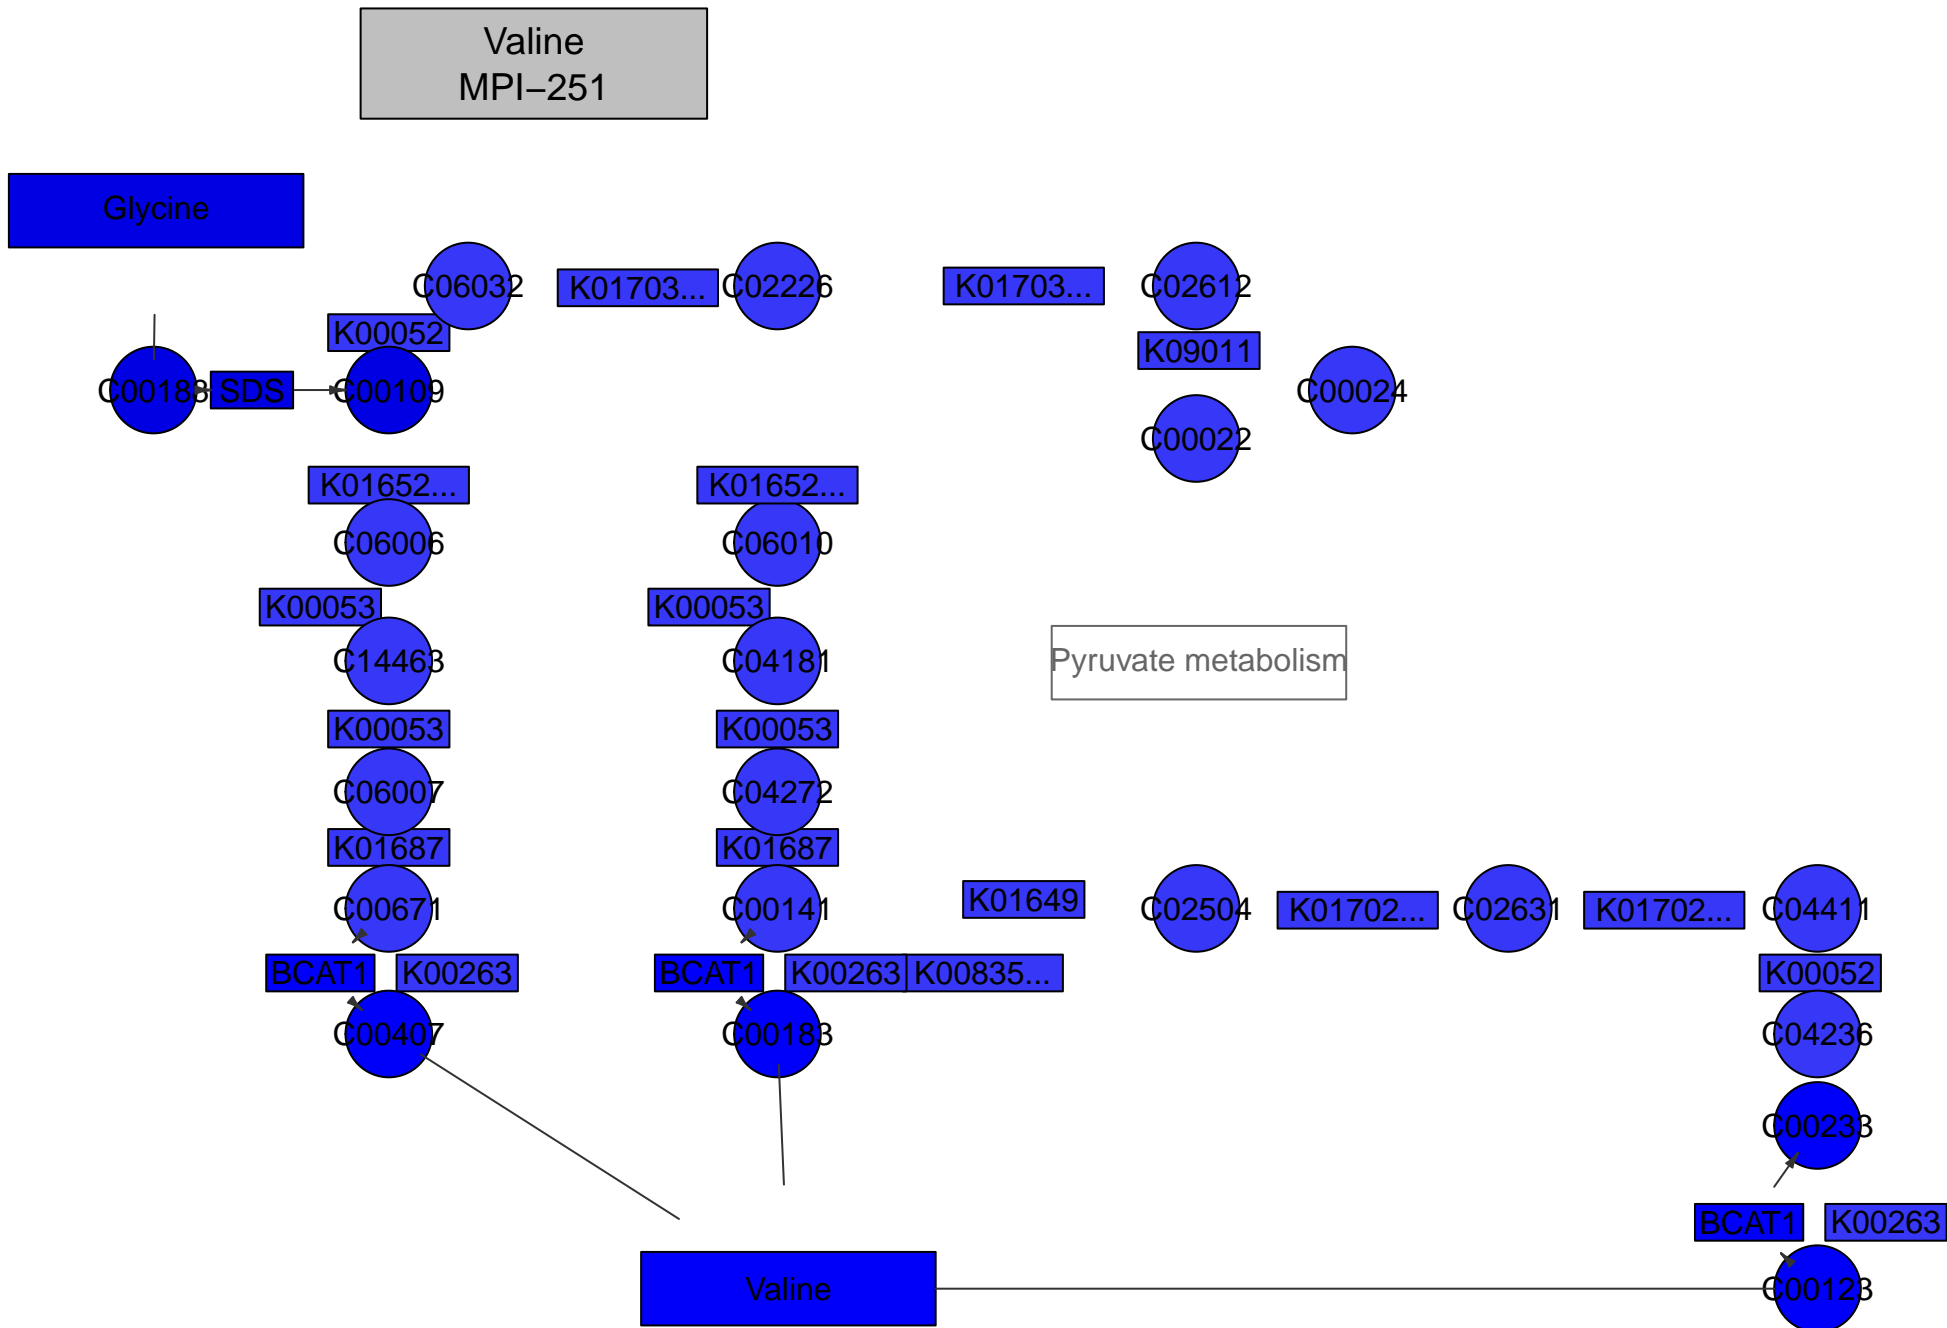 Valine
MPI−251
Glycine
C06032
K01703...
C02226
K01703...
C02612
K00052
K09011
C00188
SDS
C00109
C00024
C00022
K01652...
K01652...
C06006
C06010
K00053
K00053
C14463
C04181
Pyruvate metabolism
K00053
K00053
C06007
C04272
K01687
K01687
C00671
C00141
K01649
C02504
K01702...
C02631
K01702...
C04411
BCAT1
K00263
BCAT1
K00263
K00835...
K00052
C00407
C00183
C04236
C00233
BCAT1
K00263
Valine
C00123